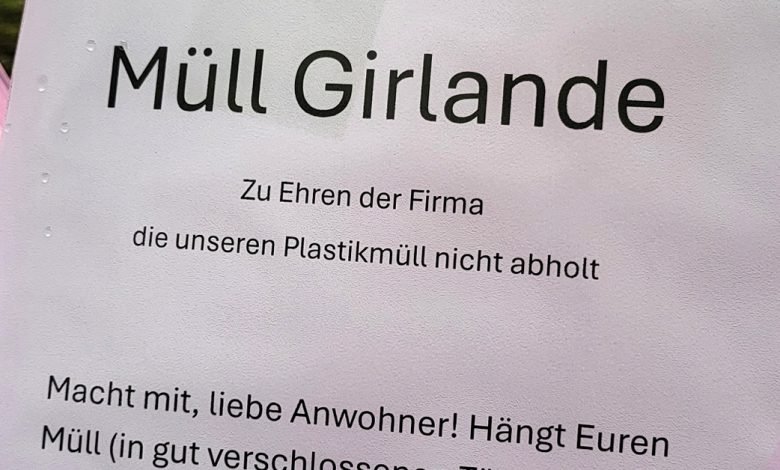 Müll Girlande
Zu Ehren der Firma
die unseren Plastikmüll nicht abholt
Macht mit, liebe Anwohner! Hängt Euren
Müll (in gut